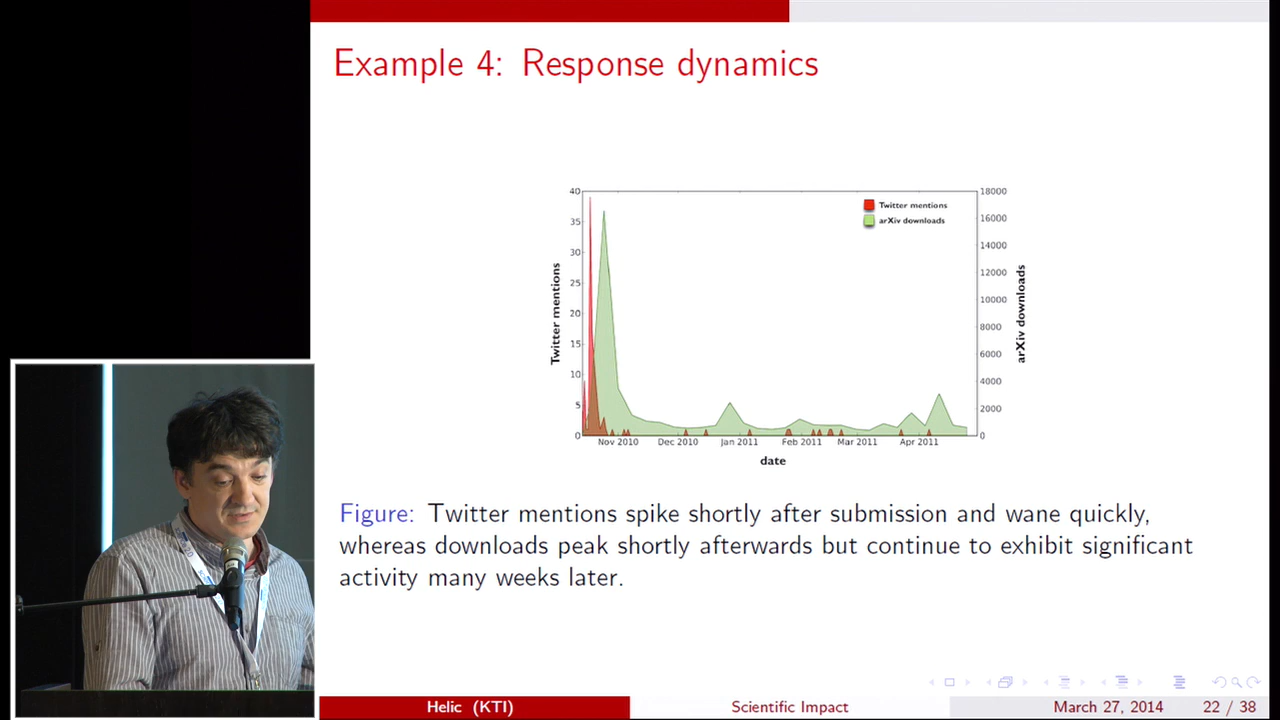 Example 4: Response dynamics
40
35
30
25
20
15
10
5
0
Twitter mentions
18000
16000
14000
12000
10000
8000
6000
4000
2000
0
arXiv downloads
Twitter mentions
arXiv downloads
Nov 2010 Dec 2010 Jan 2011 Feb 2011 Mar 2011 Apr 2011
date
Figure: Twitter mentions spike shortly after submission and wane quickly,
whereas downloads peak shortly afterwards but continue to exhibit significant
activity many weeks later.
Helic (KTI) Scientific Impact March 27, 2014 22 / 38